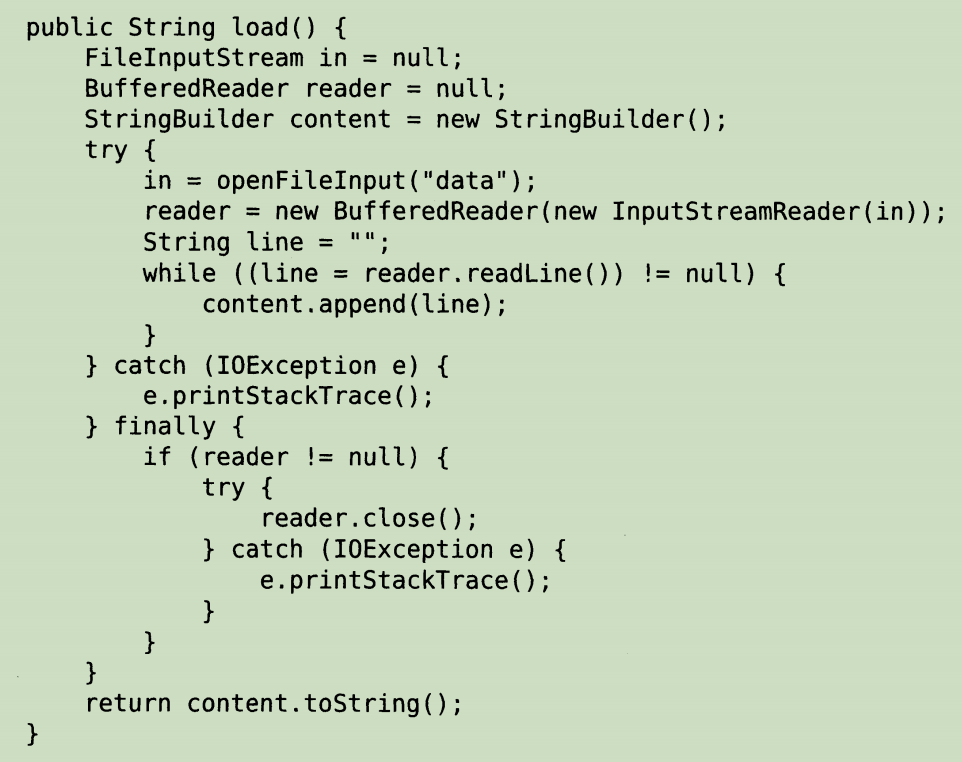 public String load() {
    FileInputStream in = null;
    BufferedReader reader = null;
    StringBuilder content = new StringBuilder();
    try {
        in = openFileInput("data");
        reader = new BufferedReader(new InputStreamReader(in));
        String line = "";
        while ((line = reader.readLine()) != null) {
            content.append(line);
        }
    } catch (IOException e) {
        e.printStackTrace();
    } finally {
        if (reader != null) {
            try {
                reader.close();
            } catch (IOException e) {
                e.printStackTrace();
            }
        }
    }
    return content.toString();
}